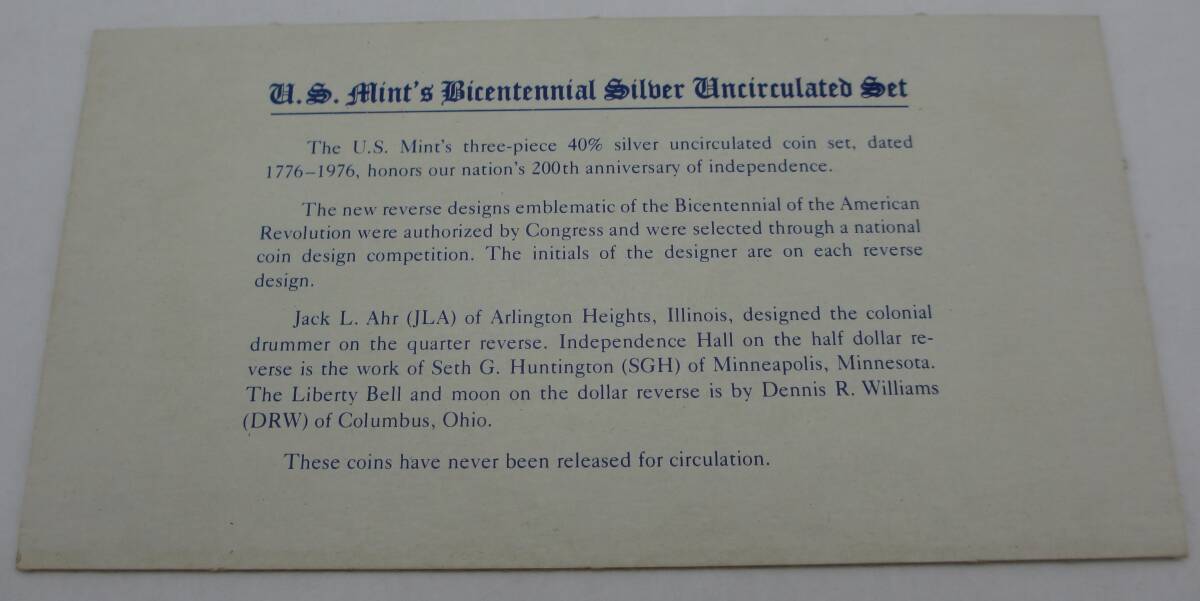 U.S. Mint's Bicentennial Silver Uncirculated Set
The U.S. Mint's three-piece 40% silver uncirculated coin set, dated
1776–1976, honors our nation's 200th anniversary of independence.
The new reverse designs emblematic of the Bicentennial of the American
Revolution were authorized by Congress and were selected through a national
coin design competition. The initials of the designer are on each reverse
design.
Jack L. Ahr (JLA) of Arlington Heights, Illinois, designed the colonial
drummer on the quarter reverse. Independence Hall on the half dollar re-
verse is the work of Seth G. Huntington (SGH) of Minneapolis, Minnesota.
The Liberty Bell and moon on the dollar reverse is by Dennis R. Williams
(DRW) of Columbus, Ohio.
These coins have never been released for circulation.